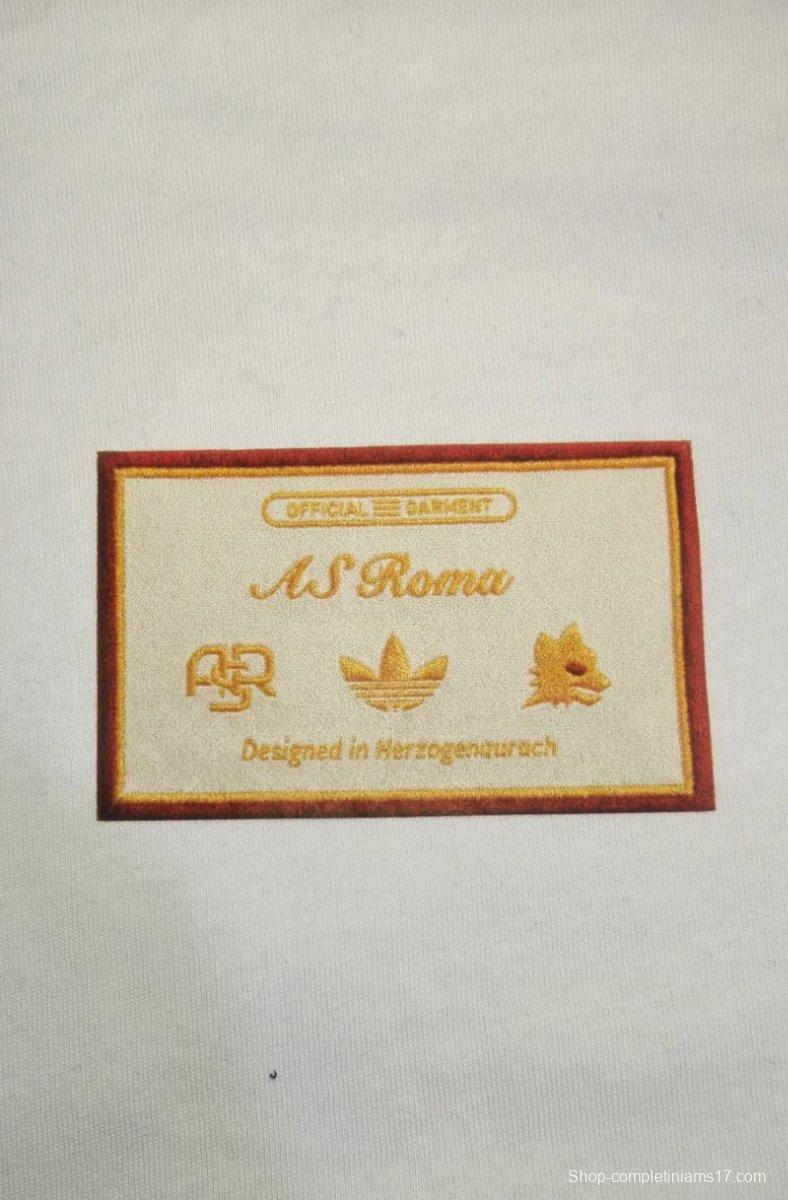 OFFICIAL GARMENT
AS Roma
ASR
Designed in Herzogenaurach
Shop-completiniams17.com